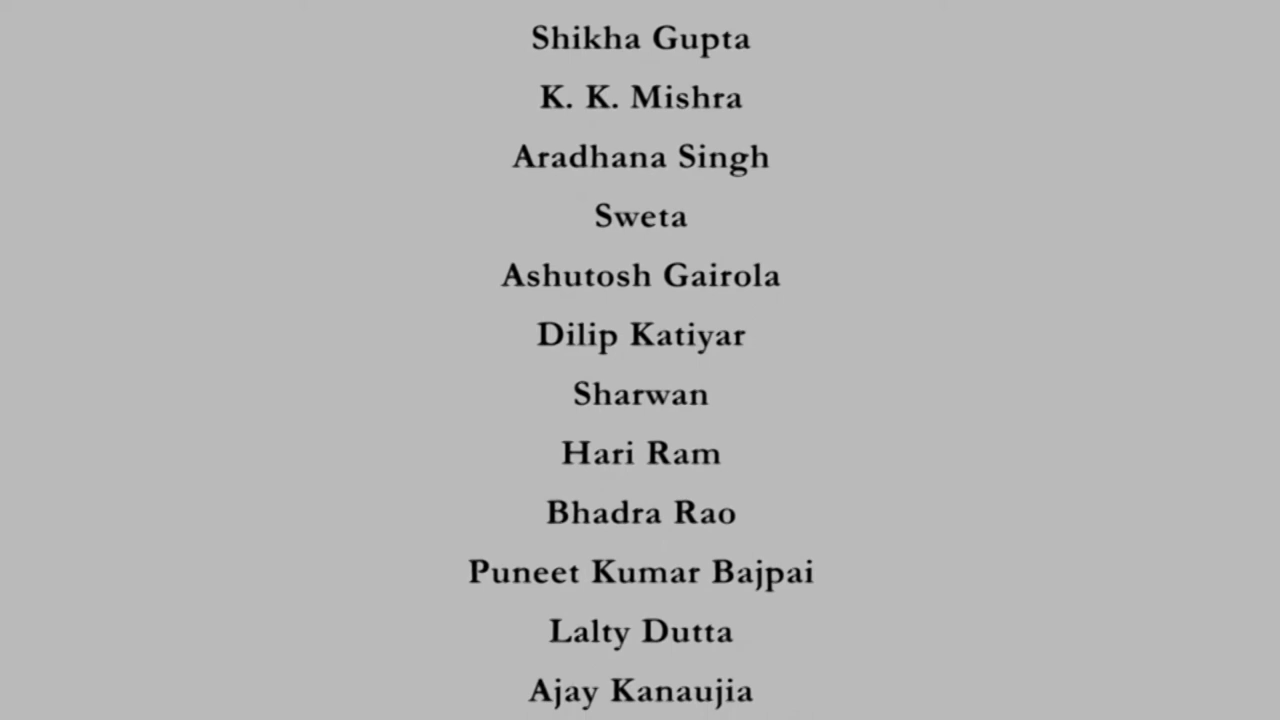 Shikha Gupta
K. K. Mishra
Aradhana Singh
Sweta
Ashutosh Gairola
Dilip Katiyar
Sharwan
Hari Ram
Bhadra Rao
Puneet Kumar Bajpai
Lalty Dutta
Ajay Kanaujia